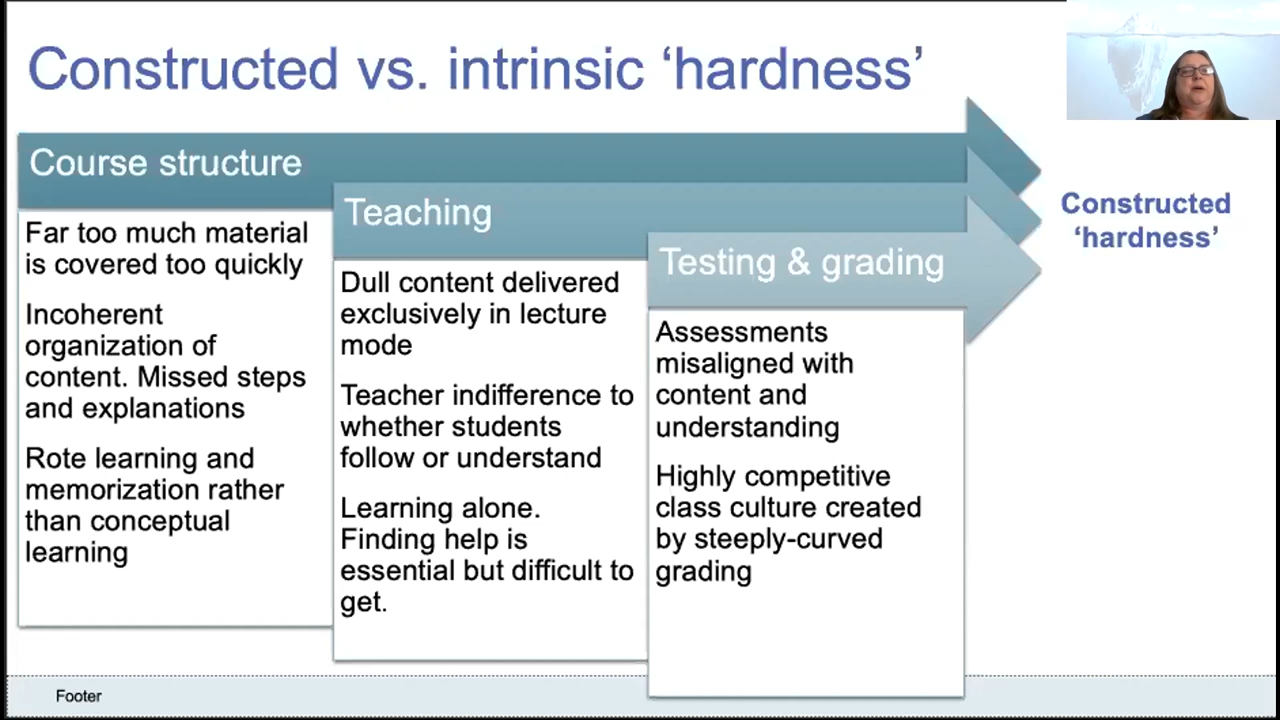 Constructed vs. intrinsic ‘hardness’
Course structure
Far too much material
is covered too quickly
Incoherent
organization of
content. Missed steps
and explanations
Rote learning and
memorization rather
than conceptual
learning
Teaching
Dull content delivered
exclusively in lecture
mode
Teacher indifference to
whether students
follow or understand
Learning alone.
Finding help is
essential but difficult to
get.
Testing & grading
Assessments
misaligned with
content and
understanding
Highly competitive
class culture created
by steeply-curved
grading
Constructed
‘hardness’
Footer